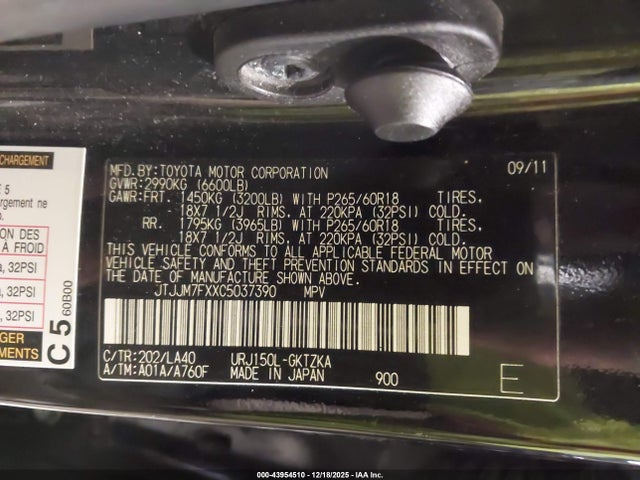 CHARGEMENT
5
hargement ne
ON DES
À FROID
a, 32PSI
a, 32PSI
, 32PSI
GER
EMENTS
C 5
60B00
MFD.BY:TOYOTA MOTOR CORPORATION 09/11
GVWR:2990KG (6600LB)
GAWR:FRT. 1450KG (3200LB) WITH P265/60R18 TIRES,
18X7 1/2J RIMS, AT 220KPA (32PSI) COLD.
RR. 1795KG (3965LB) WITH P265/60R18 TIRES,
18X7 1/2J RIMS, AT 220KPA (32PSI) COLD.
THIS VEHICLE CONFORMS TO ALL APPLICABLE FEDERAL MOTOR
VEHICLE SAFETY AND THEFT PREVENTION STANDARDS IN EFFECT ON
THE DATE OF MANUFACTURE SHOWN ABOVE.
JTJJM7FXXC5037390 MPV
C/TR:202/LA40 URJ150L-GKTZKA
A/TM:A01A/A760F MADE IN JAPAN 900 E
000-43954510 - 12/18/2025 - IAA Inc.